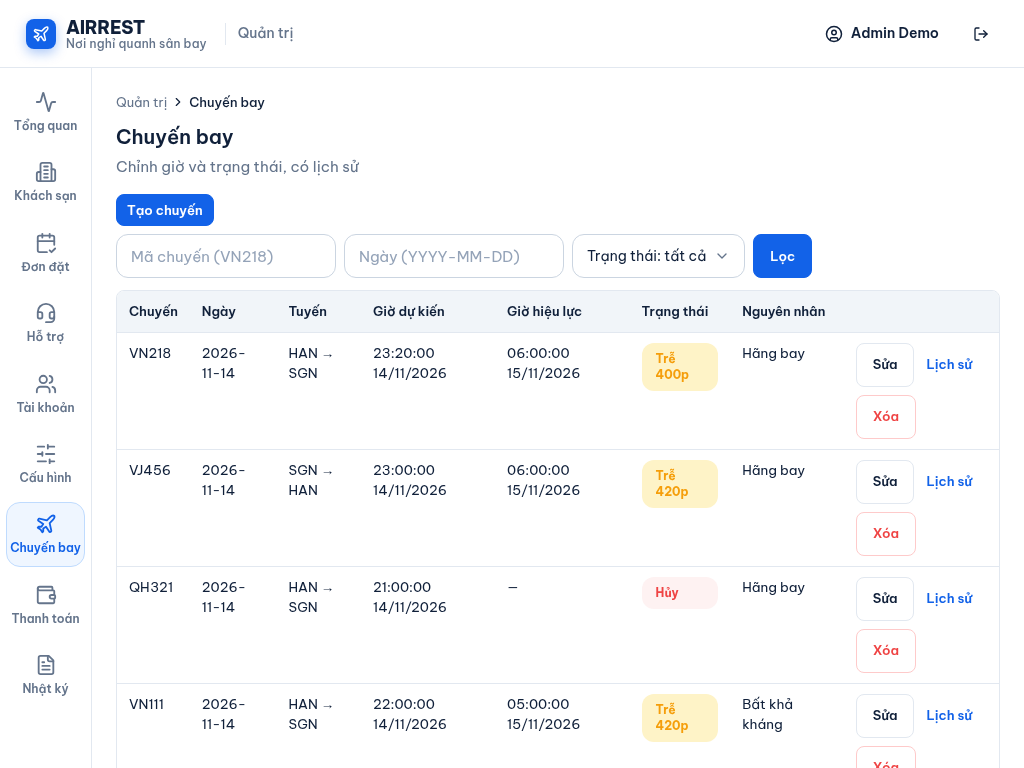 AIRREST
Nơi nghỉ quanh sân bay
Quản trị
Admin Demo
Tổng quan
Khách sạn
Đơn đặt
Hỗ trợ
Tài khoản
Cấu hình
Chuyến bay
Thanh toán
Nhật ký
Quản trị > Chuyến bay
Chuyến bay
Chỉnh giờ và trạng thái, có lịch sử
Tạo chuyến
Mã chuyến (VN218)
Ngày (YYYY-MM-DD)
Trạng thái: tất cả
Lọc
Chuyến Ngày Tuyến Giờ dự kiến Giờ hiệu lực Trạng thái Nguyên nhân
VN218 2026- HAN → 23:20:00 06:00:00 Trễ Hãng bay Sửa Lịch sử
11-14 SGN 14/11/2026 15/11/2026 400p
Xóa
VJ456 2026- SGN → 23:00:00 06:00:00 Trễ Hãng bay Sửa Lịch sử
11-14 HAN 14/11/2026 15/11/2026 420p
Xóa
QH321 2026- HAN → 21:00:00 — Hủy Hãng bay Sửa Lịch sử
11-14 SGN 14/11/2026
Xóa
VN111 2026- HAN → 22:00:00 05:00:00 Trễ Bất khả Sửa Lịch sử
11-14 SGN 14/11/2026 15/11/2026 420p kháng
Xóa